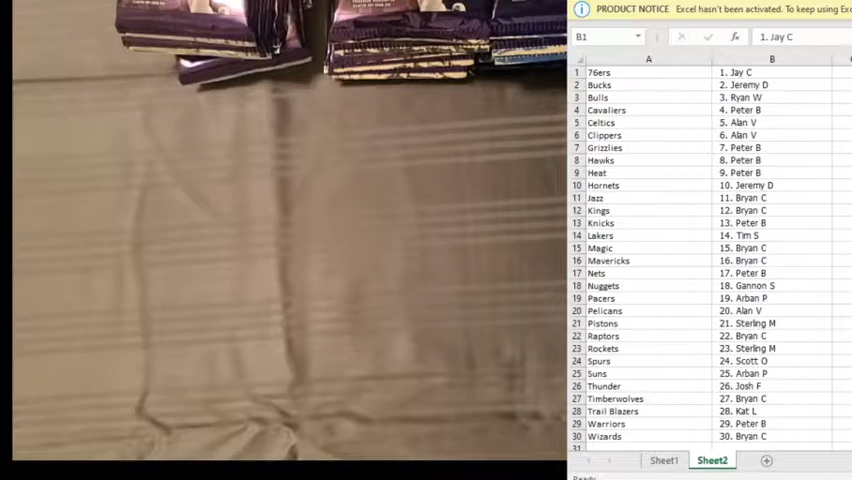 PRODUCT NOTICE Excel hasn't been activated. To keep using Exc
B1 fx 1. Jay C
A B
1 76ers 1. Jay C
2 Bucks 2. Jeremy D
3 Bulls 3. Ryan W
4 Cavaliers 4. Peter B
5 Celtics 5. Alan V
6 Clippers 6. Alan V
7 Grizzlies 7. Peter B
8 Hawks 8. Peter B
9 Heat 9. Peter B
10 Hornets 10. Jeremy D
11 Jazz 11. Bryan C
12 Kings 12. Bryan C
13 Knicks 13. Peter B
14 Lakers 14. Tim S
15 Magic 15. Bryan C
16 Mavericks 16. Bryan C
17 Nets 17. Peter B
18 Nuggets 18. Gannon S
19 Pacers 19. Arban P
20 Pelicans 20. Alan V
21 Pistons 21. Sterling M
22 Raptors 22. Bryan C
23 Rockets 23. Sterling M
24 Spurs 24. Scott O
25 Suns 25. Arban P
26 Thunder 26. Josh F
27 Timberwolves 27. Bryan C
28 Trail Blazers 28. Kat L
29 Warriors 29. Peter B
30 Wizards 30. Bryan C
31
Sheet1 Sheet2
Ready